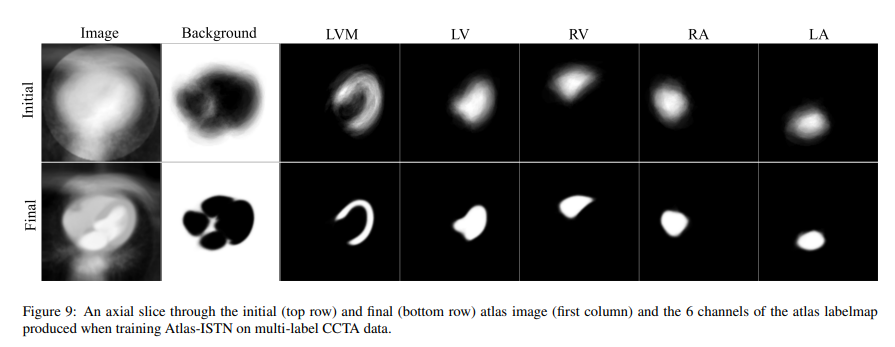 Image Background LVM LV RV RA LA
Initial
Final
Figure 9: An axial slice through the initial (top row) and final (bottom row) atlas image (first column) and the 6 channels of the atlas labelmap
produced when training Atlas-ISTN on multi-label CCTA data.